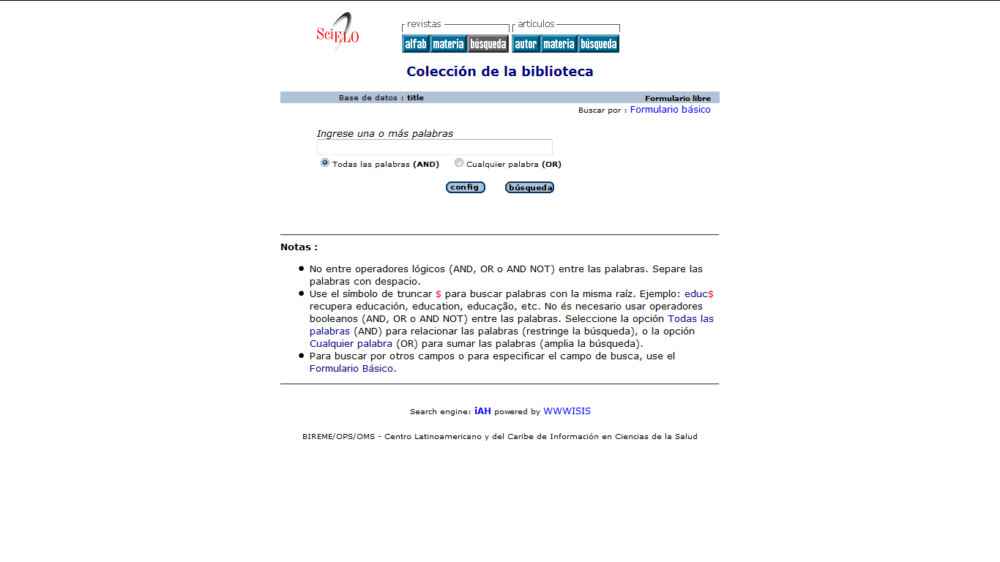 SciELO
revistas artículos
alfab materia búsqueda autor materia búsqueda
Colección de la biblioteca
Base de datos : title Formulario libre
Buscar por : Formulario básico
Ingrese una o más palabras
Todas las palabras (AND) Cualquier palabra (OR)
config búsqueda
Notas :
No entre operadores lógicos (AND, OR o AND NOT) entre las palabras. Separe las
palabras con despacio.
Use el símbolo de truncar $ para buscar palabras con la misma raíz. Ejemplo: educ$
recupera educación, education, educação, etc. No és necesario usar operadores
booleanos (AND, OR o AND NOT) entre las palabras. Seleccione la opción Todas las
palabras (AND) para relacionar las palabras (restringe la búsqueda), o la opción
Cualquier palabra (OR) para sumar las palabras (amplia la búsqueda).
Para buscar por otros campos o para especificar el campo de busca, use el
Formulario Básico.
Search engine: iAH powered by WWWISIS
BIREME/OPS/OMS - Centro Latinoamericano y del Caribe de Información en Ciencias de la Salud